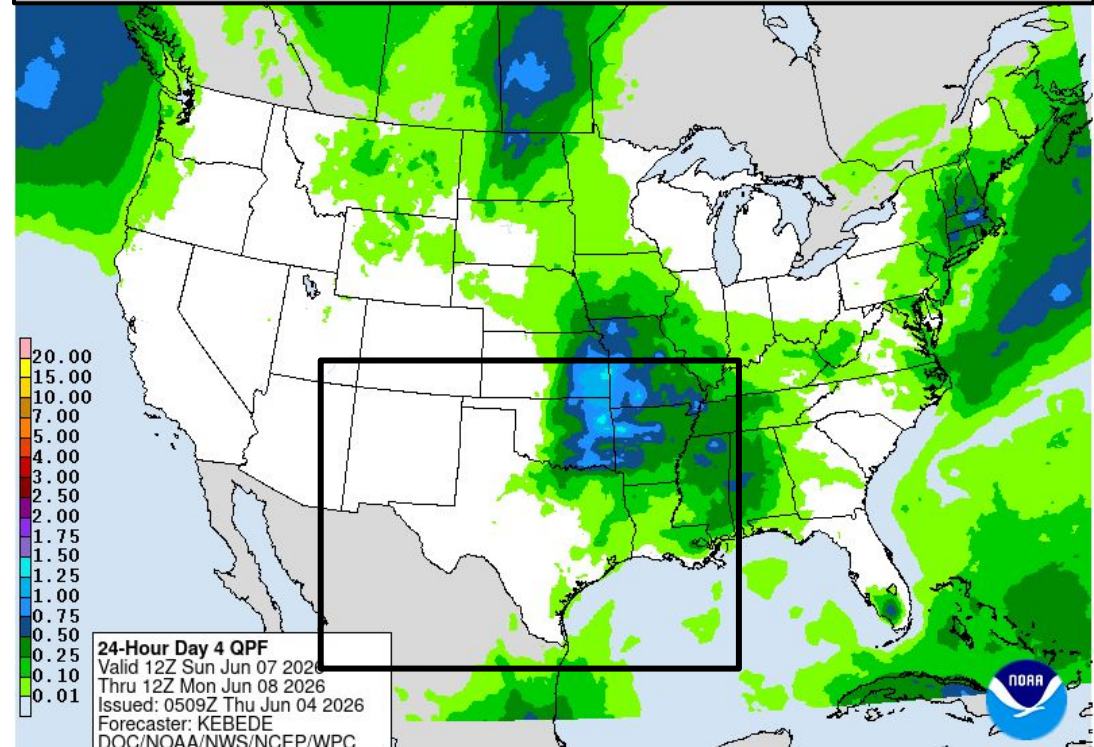 20.00
15.00
10.00
7.00
5.00
4.00
3.00
2.50
2.00
1.75
1.50
1.25
1.00
0.75
0.50
0.25
0.10
0.01
24-Hour Day 4 QPF
Valid 12Z Sun Jun 07 2026
Thru 12Z Mon Jun 08 2026
Issued: 0509Z Thu Jun 04 2026
Forecaster: KEBEDE
DOC/NOAA/NWS/NCEP/WPC
NOAA